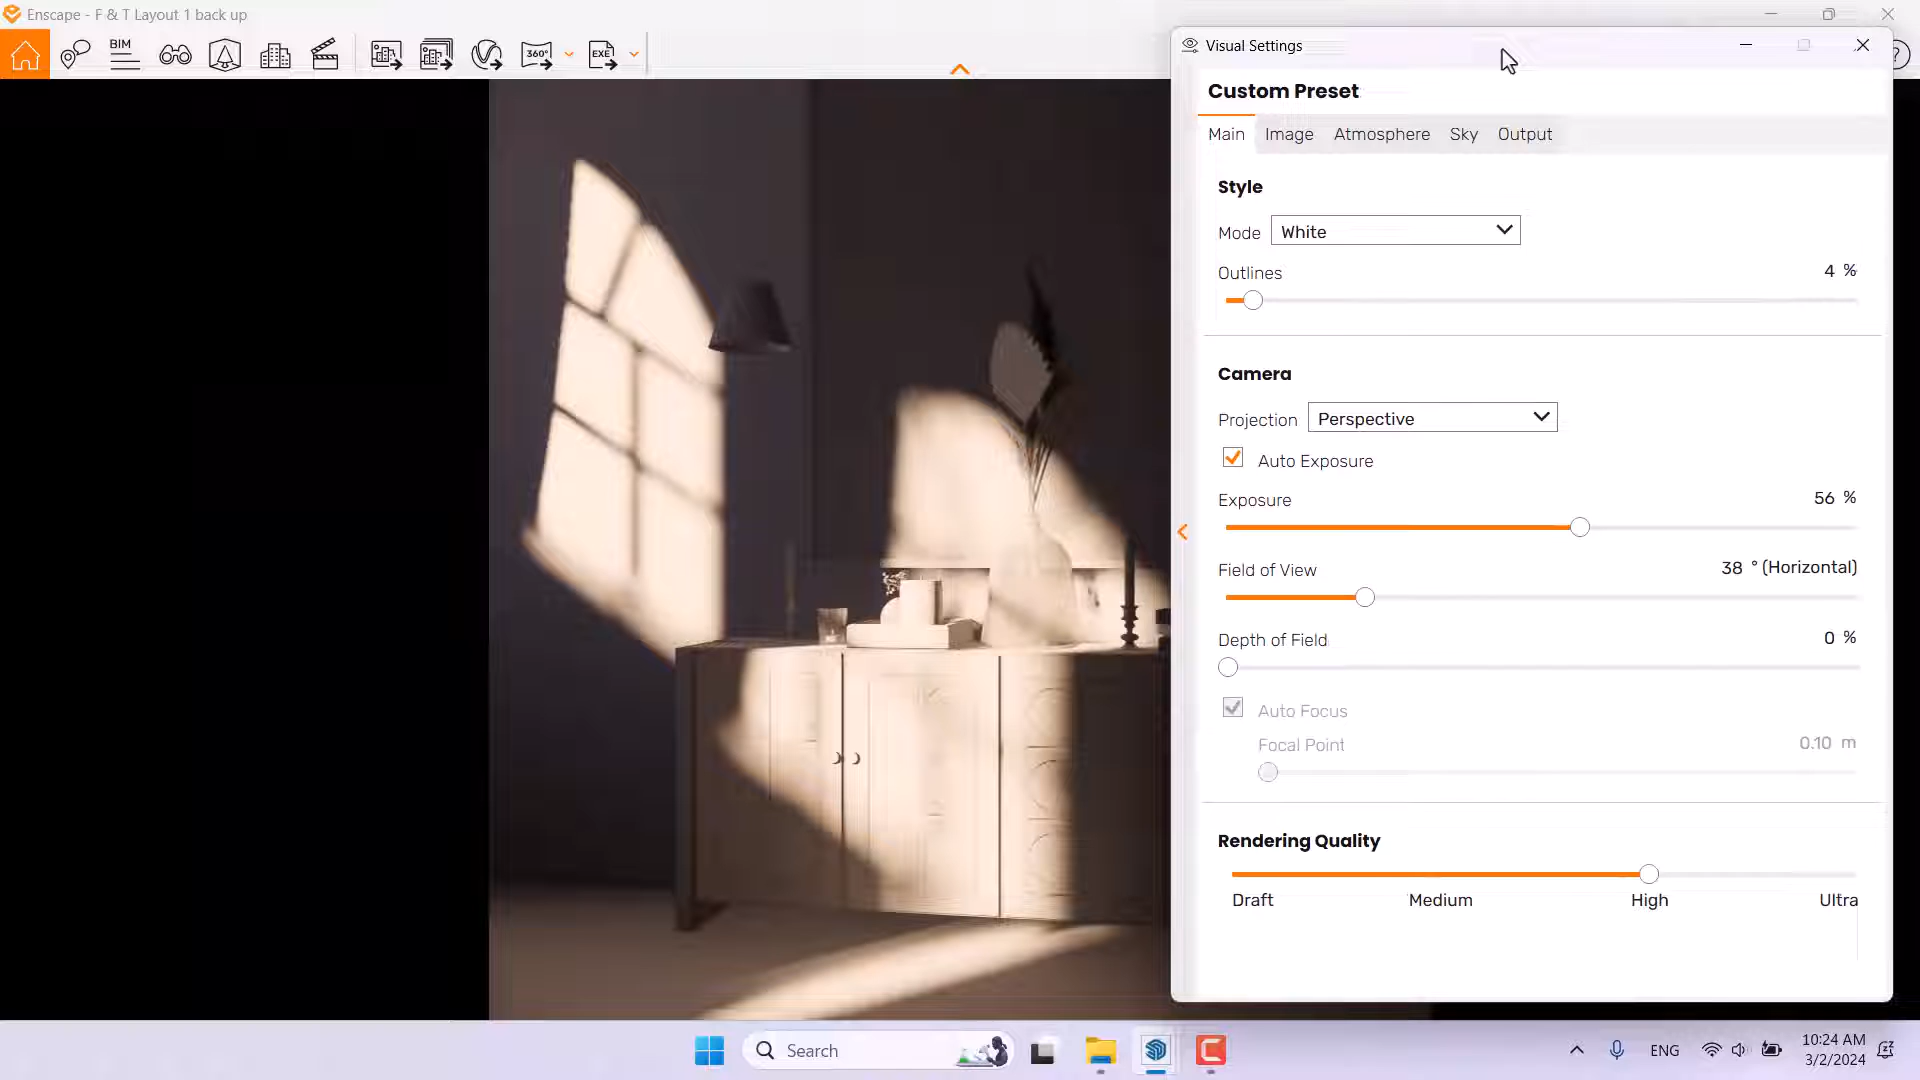 Enscape - F & T Layout 1 back up
BIM
360°
EXE
?
Visual Settings
Custom Preset
Main
Image
Atmosphere
Sky
Output
Style
Mode
White
Outlines
4 %
Camera
Projection
Perspective
Auto Exposure
Exposure
56 %
Field of View
38 ° (Horizontal)
Depth of Field
0 %
Auto Focus
Focal Point
0.10 m
Rendering Quality
Draft
Medium
High
Ultra
Search
ENG
10:24 AM
3/2/2024